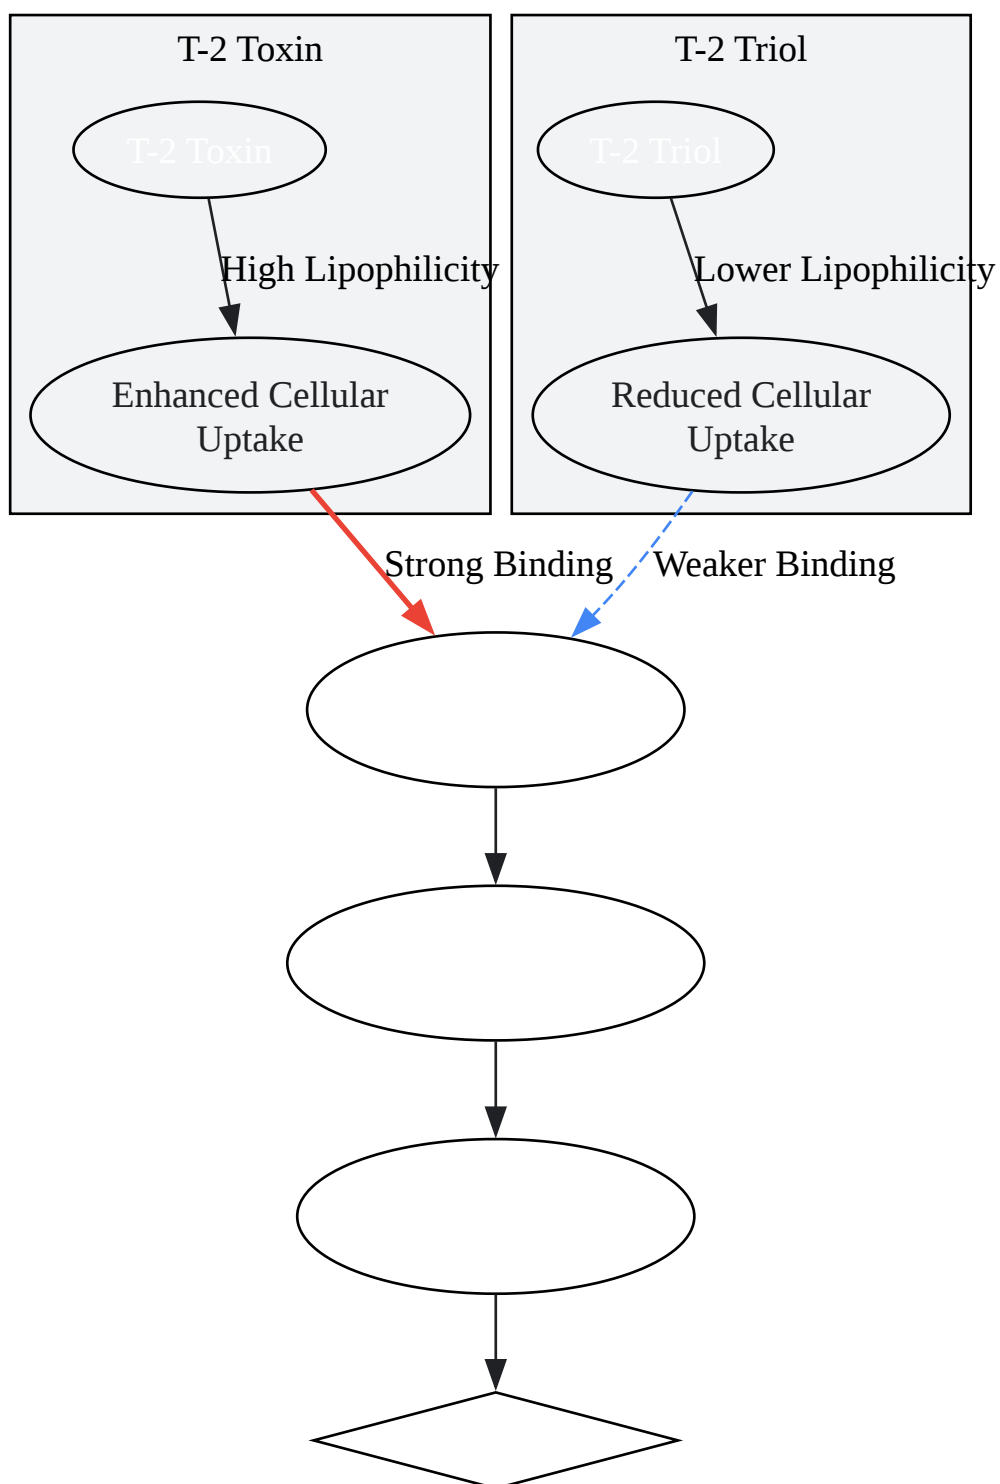 T-2 Toxin
T-2 Triol
T-2 Toxin
T-2 Triol
High Lipophilicity
Lower Lipophilicity
Enhanced Cellular
Uptake
Reduced Cellular
Uptake
Strong Binding
Weaker Binding